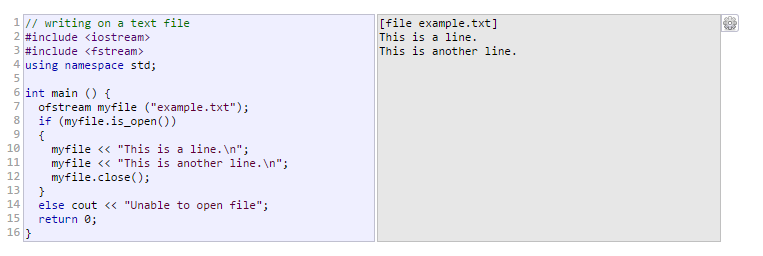 1 // writing on a text file
2 #include <iostream>
3 #include <fstream>
4 using namespace std;
5
6 int main () {
7   ofstream myfile ("example.txt");
8   if (myfile.is_open())
9   {
10     myfile << "This is a line.\n";
11     myfile << "This is another line.\n";
12     myfile.close();
13   }
14   else cout << "Unable to open file";
15   return 0;
16 }
[file example.txt]
This is a line.
This is another line.